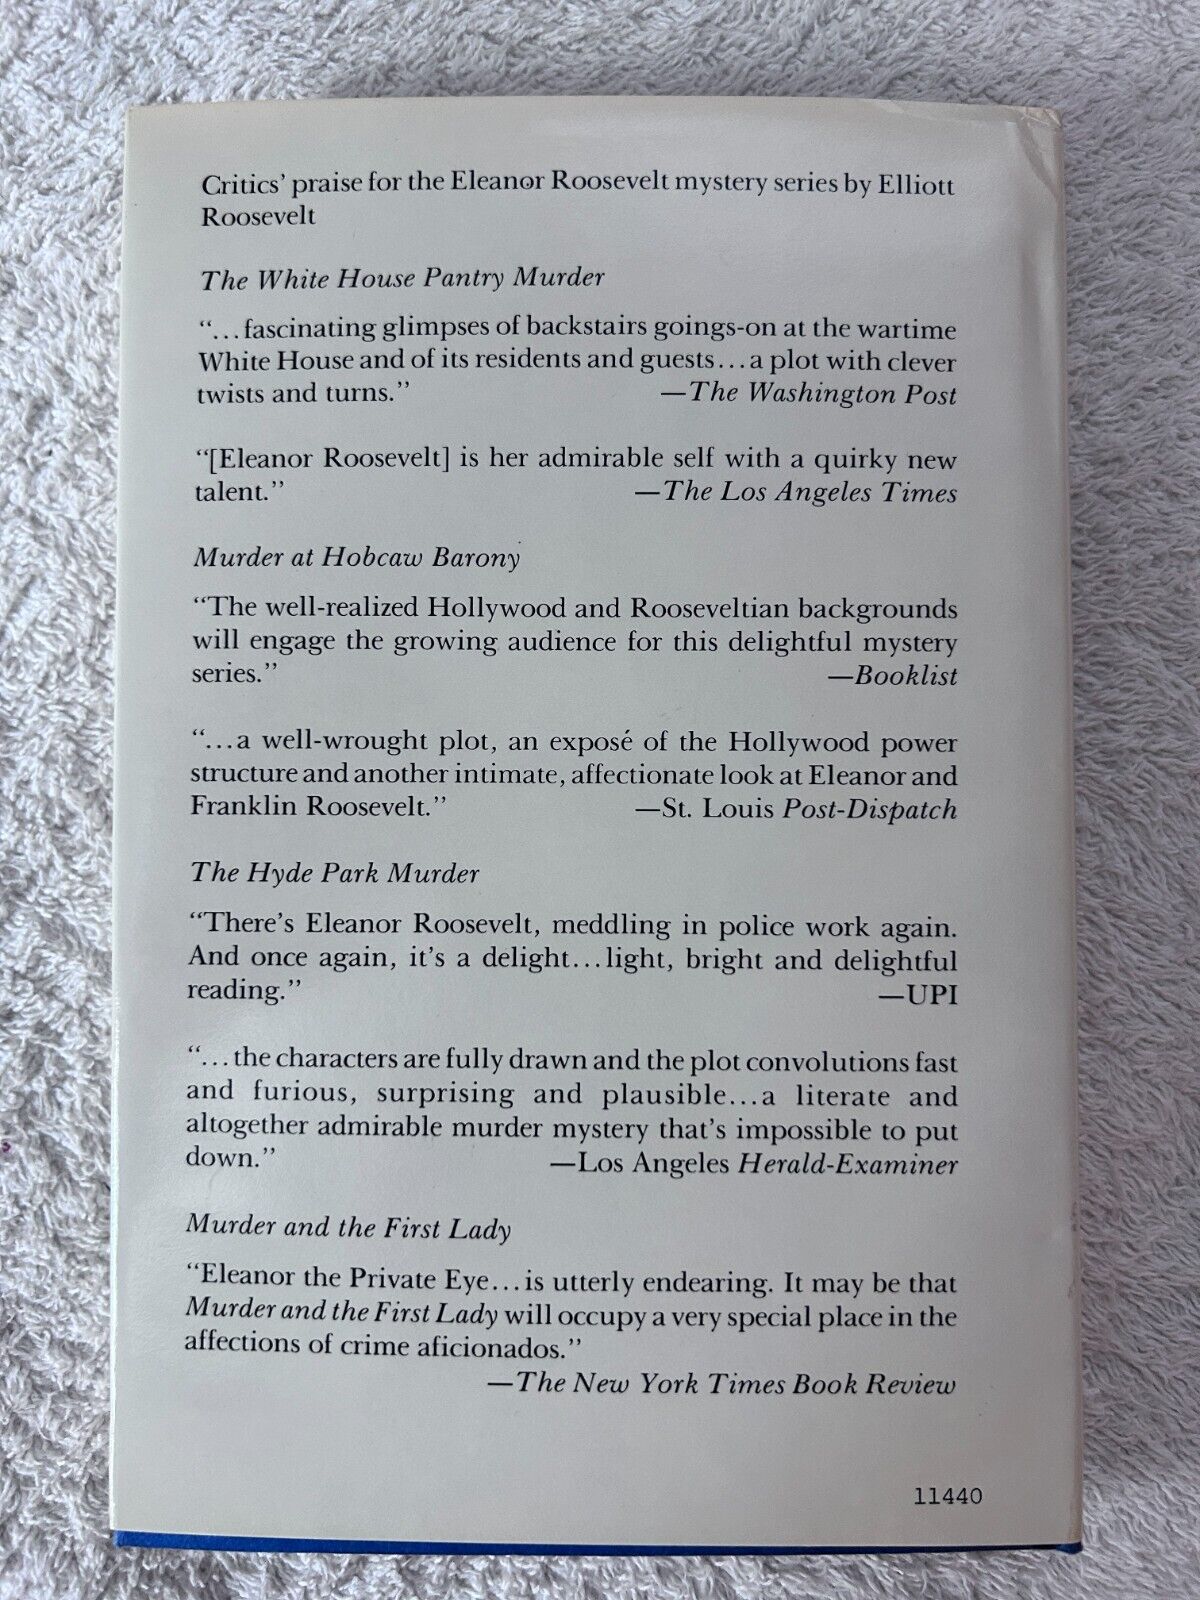 Critics' praise for the Eleanor Roosevelt mystery series by Elliott
Roosevelt
The White House Pantry Murder
"...fascinating glimpses of backstairs goings-on at the wartime
White House and of its residents and guests...a plot with clever
twists and turns." —The Washington Post
"[Eleanor Roosevelt] is her admirable self with a quirky new
talent." —The Los Angeles Times
Murder at Hobcaw Barony
"The well-realized Hollywood and Rooseveltian backgrounds
will engage the growing audience for this delightful mystery
series." —Booklist
"...a well-wrought plot, an exposé of the Hollywood power
structure and another intimate, affectionate look at Eleanor and
Franklin Roosevelt." —St. Louis Post-Dispatch
The Hyde Park Murder
"There's Eleanor Roosevelt, meddling in police work again.
And once again, it's a delight...light, bright and delightful
reading." —UPI
"...the characters are fully drawn and the plot convolutions fast
and furious, surprising and plausible...a literate and
altogether admirable murder mystery that's impossible to put
down." —Los Angeles Herald-Examiner
Murder and the First Lady
"Eleanor the Private Eye...is utterly endearing. It may be that
Murder and the First Lady will occupy a very special place in the
affections of crime aficionados."
—The New York Times Book Review
11440